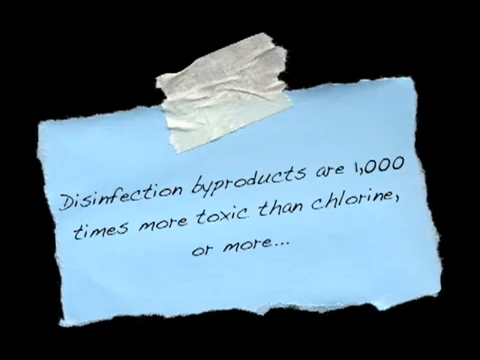 Disinfection byproducts are 1,000
times more toxic than chlorine,
or more...